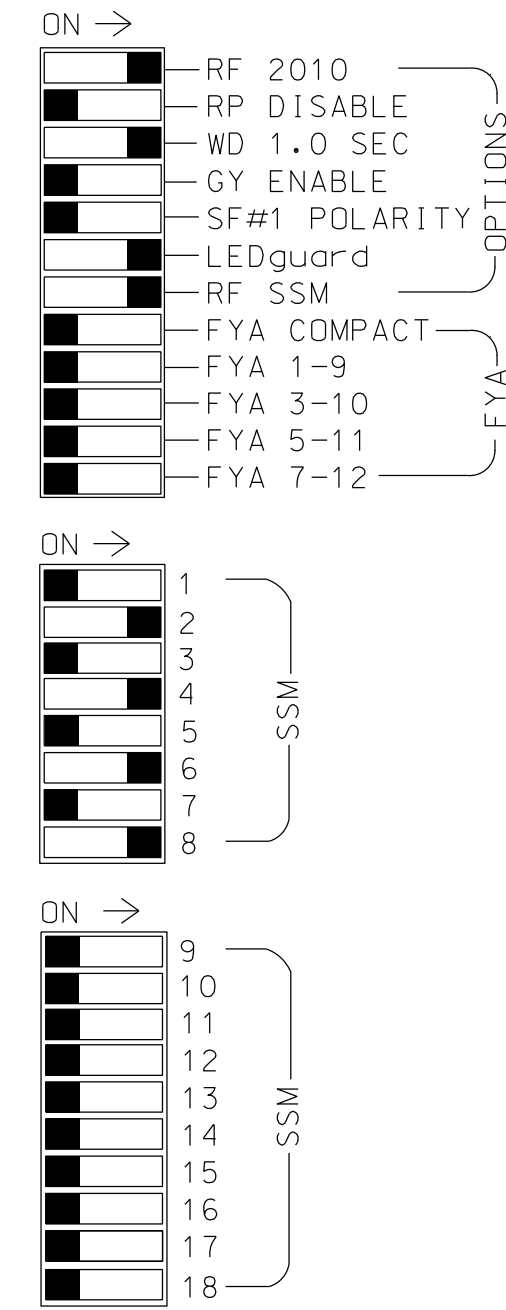 ON →
RF 2010
RP DISABLE
WD 1.0 SEC
GY ENABLE
SF#1 POLARITY
LEDguard
RF SSM
OPTIONS
FYA COMPACT
FYA 1-9
FYA 3-10
FYA 5-11
FYA 7-12
FYA
ON →
1
2
3
4
5
6
7
8
SSM
ON →
9
10
11
12
13
14
15
16
17
18
SSM